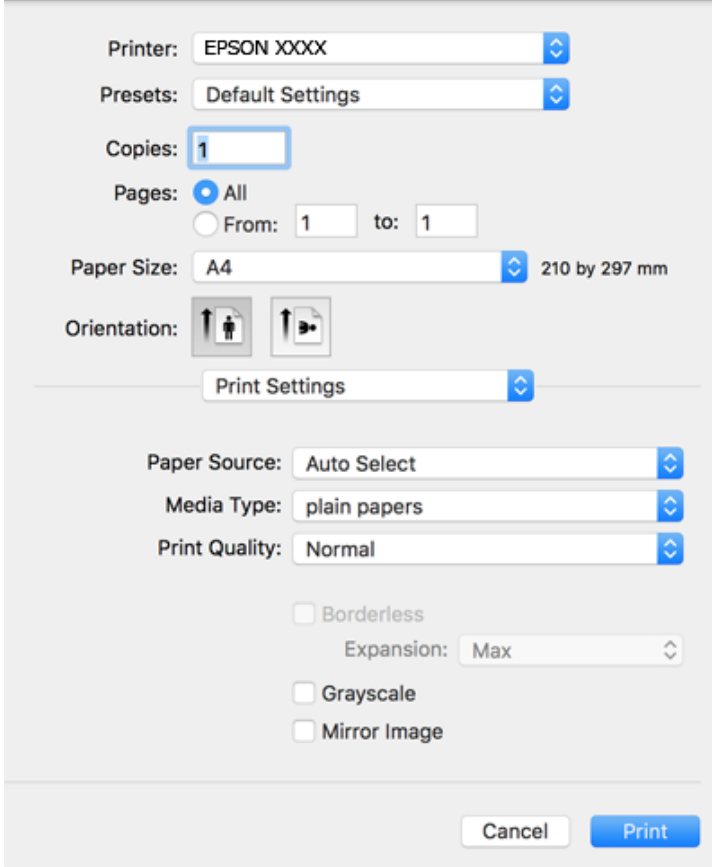 Printer: EPSON XXXX
Presets: Default Settings
Copies: 1
Pages: All
From: 1 to: 1
Paper Size: A4 210 by 297 mm
Orientation:
Print Settings
Paper Source: Auto Select
Media Type: plain papers
Print Quality: Normal
Borderless
Expansion: Max
Grayscale
Mirror Image
Cancel Print